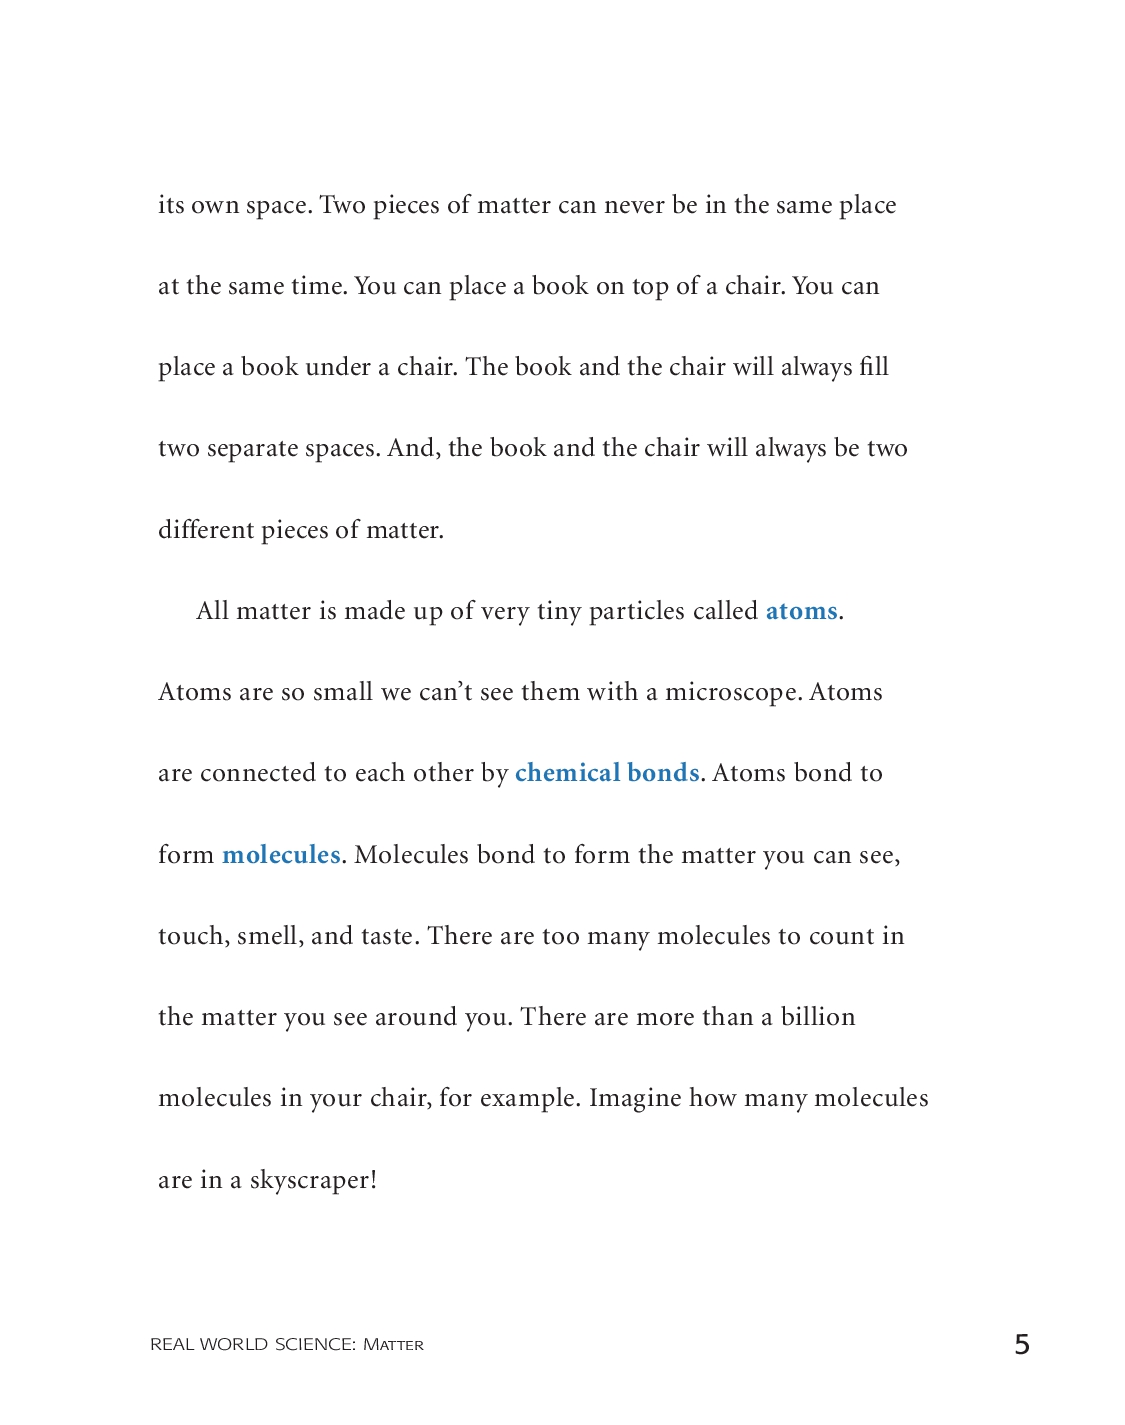 its own space. Two pieces of matter can never be in the same place
at the same time. You can place a book on top of a chair. You can
place a book under a chair. The book and the chair will always fill
two separate spaces. And, the book and the chair will always be two
different pieces of matter.
All matter is made up of very tiny particles called atoms.
Atoms are so small we can’t see them with a microscope. Atoms
are connected to each other by chemical bonds. Atoms bond to
form molecules. Molecules bond to form the matter you can see,
touch, smell, and taste. There are too many molecules to count in
the matter you see around you. There are more than a billion
molecules in your chair, for example. Imagine how many molecules
are in a skyscraper!
REAL WORLD SCIENCE: Matter 5